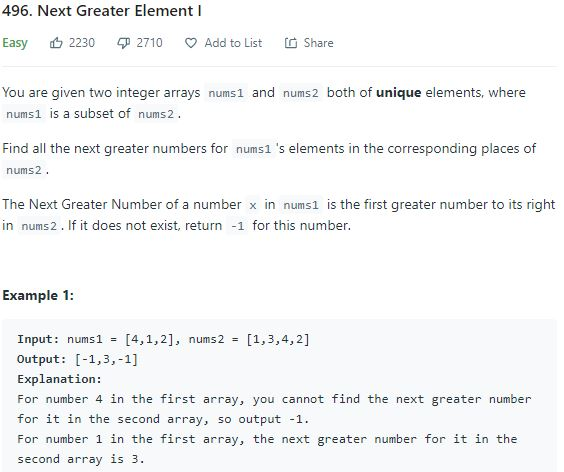 496. Next Greater Element I
Easy 2230 2710 Add to List Share
You are given two integer arrays nums1 and nums2 both of unique elements, where
nums1 is a subset of nums2.
Find all the next greater numbers for nums1 's elements in the corresponding places of
nums2.
The Next Greater Number of a number x in nums1 is the first greater number to its right
in nums2. If it does not exist, return -1 for this number.
Example 1:
Input: nums1 = [4,1,2], nums2 = [1,3,4,2]
Output: [-1,3,-1]
Explanation:
For number 4 in the first array, you cannot find the next greater number
for it in the second array, so output -1.
For number 1 in the first array, the next greater number for it in the
second array is 3.